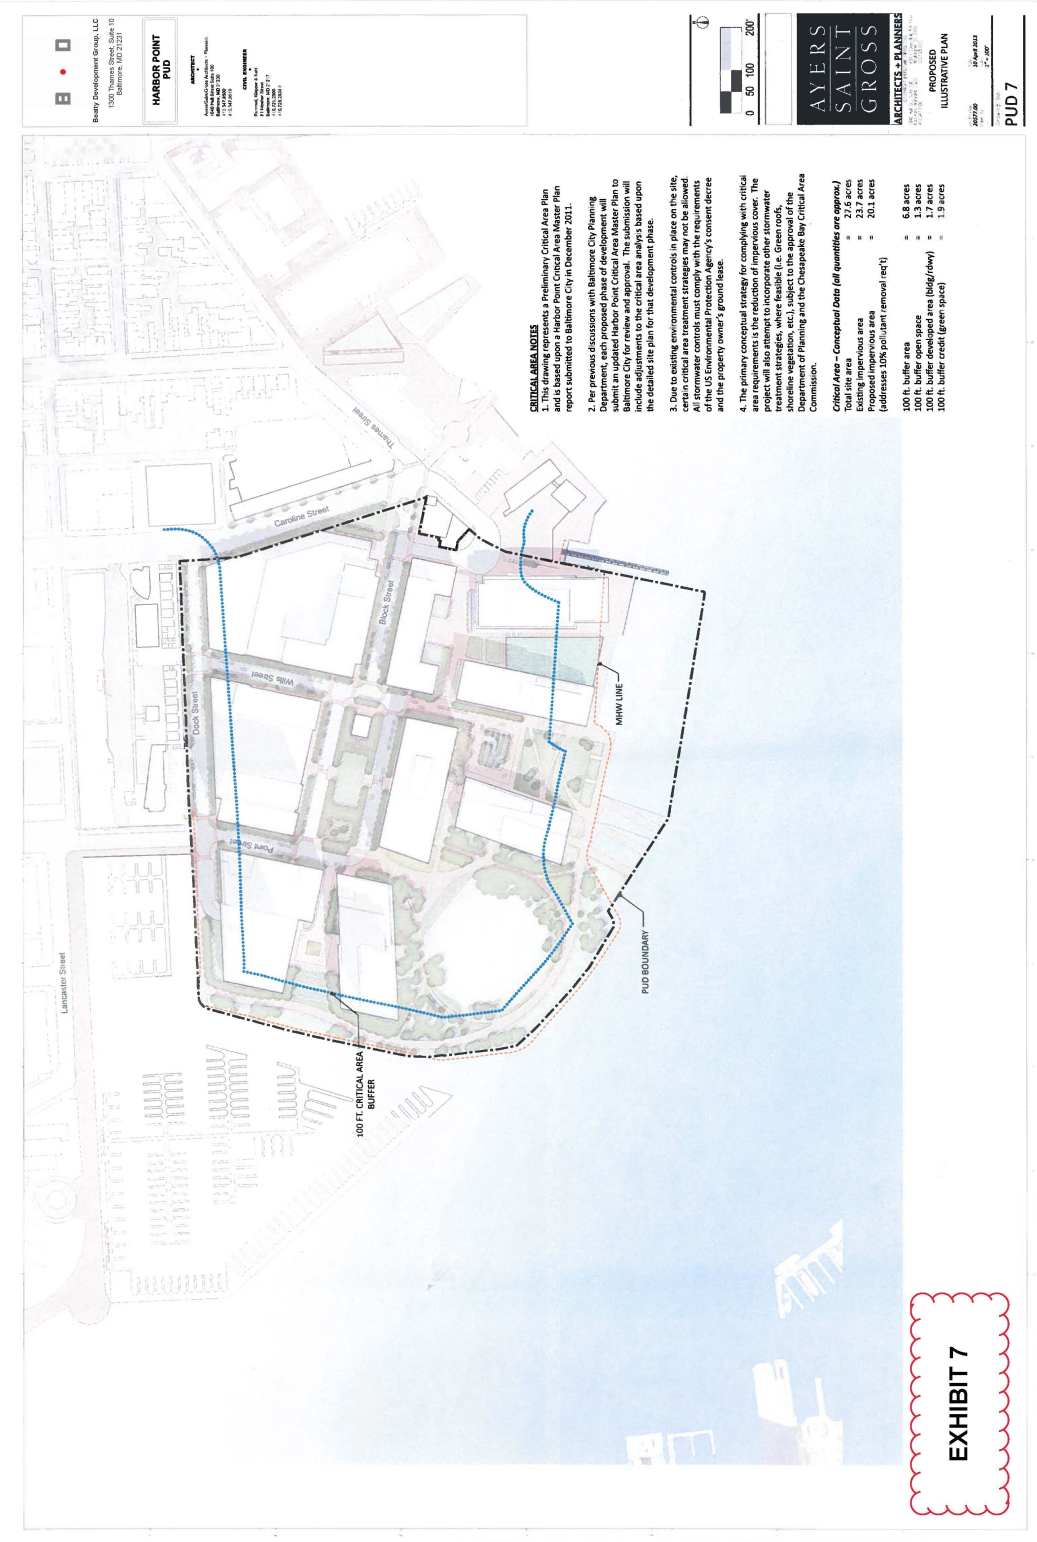 Beatty Development Group, LLC
1300 Thames Street, Suite 10
Baltimore, MD 21231
HARBOR POINT
PUD
ARCHITECT
CIVIL ENGINEER
0 50 100 200'
AYERS
SAINT
GROSS
ARCHITECTS + PLANNERS
PROPOSED
ILLUSTRATIVE PLAN
20377.00
10 April 2013
1" = 100'
PUD 7
CRITICAL AREA NOTES
1. This drawing represents a Preliminary Critical Area Plan
and is based upon a Harbor Point Critical Area Master Plan
report submitted to Baltimore City in December 2011.
2. Per previous discussions with Baltimore City Planning
Department, each proposed phase of development will
submit an updated Harbor Point Critical Area Master Plan to
Baltimore City for review and approval. The submission will
include adjustments to the critical area analysis based upon
the detailed site plan for that development phase.
3. Due to existing environmental controls in place on the site,
certain critical area treatment strategies may not be allowed.
All stormwater controls must comply with the requirements
of the US Environmental Protection Agency's consent decree
and the property owner's ground lease.
4. The primary conceptual strategy for complying with critical
area requirements is the reduction of impervious cover. The
project will also attempt to incorporate other stormwater
treatment strategies, where feasible (i.e. Green roofs,
shoreline vegetation, etc.), subject to the approval of the
Department of Planning and the Chesapeake Bay Critical Area
Commission.
Critical Area – Conceptual Data (all quantities are approx.)
Total site area = 27.6 acres
Existing impervious area = 23.7 acres
Proposed impervious area = 20.1 acres
(addresses 10% pollutant removal req't)
100 ft. buffer area = 6.8 acres
100 ft. buffer open space = 1.3 acres
100 ft. buffer developed area (bldg/rdwy) = 1.7 acres
100 ft. buffer credit (green space) = 1.9 acres
Lancaster Street
Thames Street
Caroline Street
Dock Street
Wills Street
Block Street
Point Street
MHW LINE
PUD BOUNDARY
100 FT. CRITICAL AREA
BUFFER
EXHIBIT 7